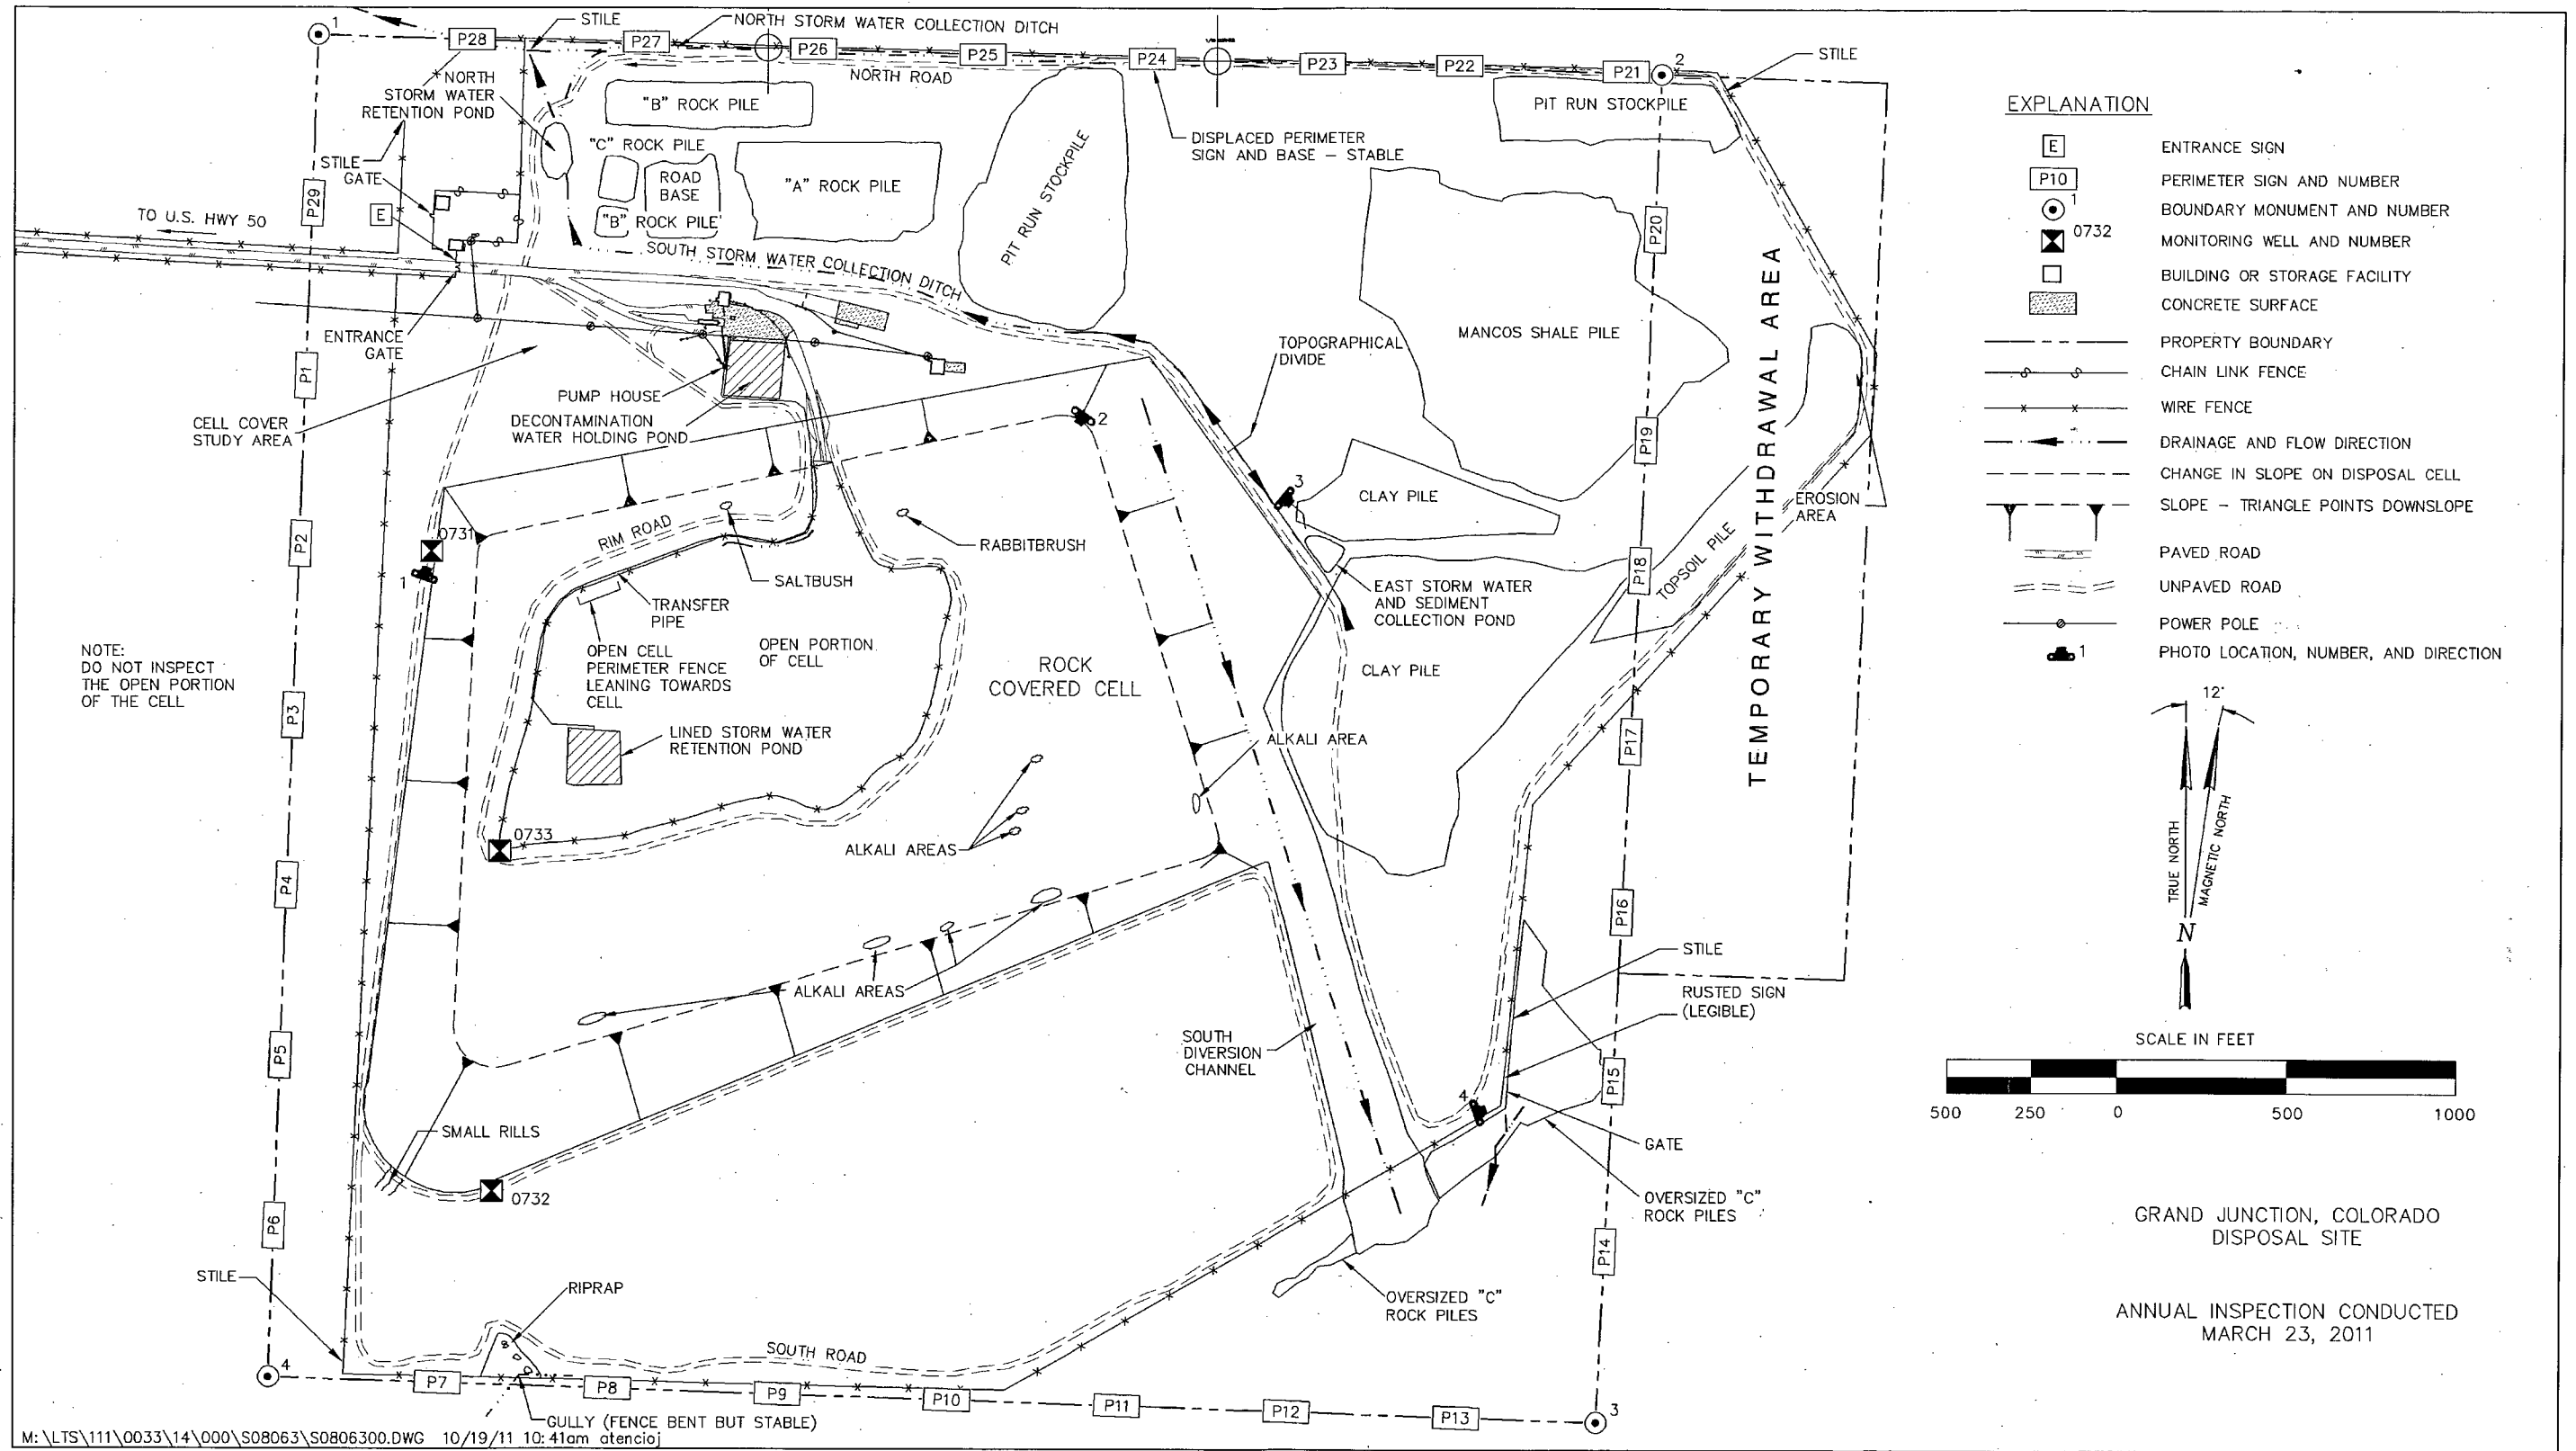 1
STILE
NORTH STORM WATER COLLECTION DITCH
P28
P27
P26
P25
P24
P23
P22
P21
2
STILE
NORTH ROAD
NORTH
STORM WATER
RETENTION POND
"B" ROCK PILE
PIT RUN STOCKPILE
DISPLACED PERIMETER
SIGN AND BASE – STABLE
"C" ROCK PILE
STILE
GATE
ROAD
BASE
"A" ROCK PILE
PIT RUN STOCKPILE
"B" ROCK PILE
P29
E
TO U.S. HWY 50
P20
SOUTH STORM WATER COLLECTION DITCH
ENTRANCE
GATE
P1
MANCOS SHALE PILE
TOPOGRAPHICAL
DIVIDE
TEMPORARY WITHDRAWAL AREA
PUMP HOUSE
DECONTAMINATION
WATER HOLDING POND
CELL COVER
STUDY AREA
2
P19
3
CLAY PILE
EROSION
AREA
0731
RIM ROAD
RABBITBRUSH
P2
1
SALTBUSH
P18
TOPSOIL PILE
EAST STORM WATER
AND SEDIMENT
COLLECTION POND
TRANSFER
PIPE
OPEN CELL
PERIMETER FENCE
LEANING TOWARDS
CELL
OPEN PORTION
OF CELL
ROCK
COVERED CELL
CLAY PILE
NOTE:
DO NOT INSPECT
THE OPEN PORTION
OF THE CELL
P3
LINED STORM WATER
RETENTION POND
ALKALI AREA
P17
0733
ALKALI AREAS
P4
P16
STILE
ALKALI AREAS
RUSTED SIGN
(LEGIBLE)
SOUTH
DIVERSION
CHANNEL
P5
P15
4
SMALL RILLS
GATE
0732
OVERSIZED "C"
ROCK PILES
P6
P14
STILE
RIPRAP
OVERSIZED "C"
ROCK PILES
SOUTH ROAD
4
P7
P8
P9
P10
P11
P12
P13
3
GULLY (FENCE BENT BUT STABLE)
M:\LTS\111\0033\14\000\S08063\S0806300.DWG 10/19/11 10:41am atencioj
EXPLANATION
E ENTRANCE SIGN
P10 PERIMETER SIGN AND NUMBER
1 BOUNDARY MONUMENT AND NUMBER
0732 MONITORING WELL AND NUMBER
BUILDING OR STORAGE FACILITY
CONCRETE SURFACE
PROPERTY BOUNDARY
CHAIN LINK FENCE
WIRE FENCE
DRAINAGE AND FLOW DIRECTION
CHANGE IN SLOPE ON DISPOSAL CELL
SLOPE – TRIANGLE POINTS DOWNSLOPE
PAVED ROAD
UNPAVED ROAD
POWER POLE
1 PHOTO LOCATION, NUMBER, AND DIRECTION
12°
TRUE NORTH
MAGNETIC NORTH
N
SCALE IN FEET
500 250 0 500 1000
GRAND JUNCTION, COLORADO
DISPOSAL SITE
ANNUAL INSPECTION CONDUCTED
MARCH 23, 2011